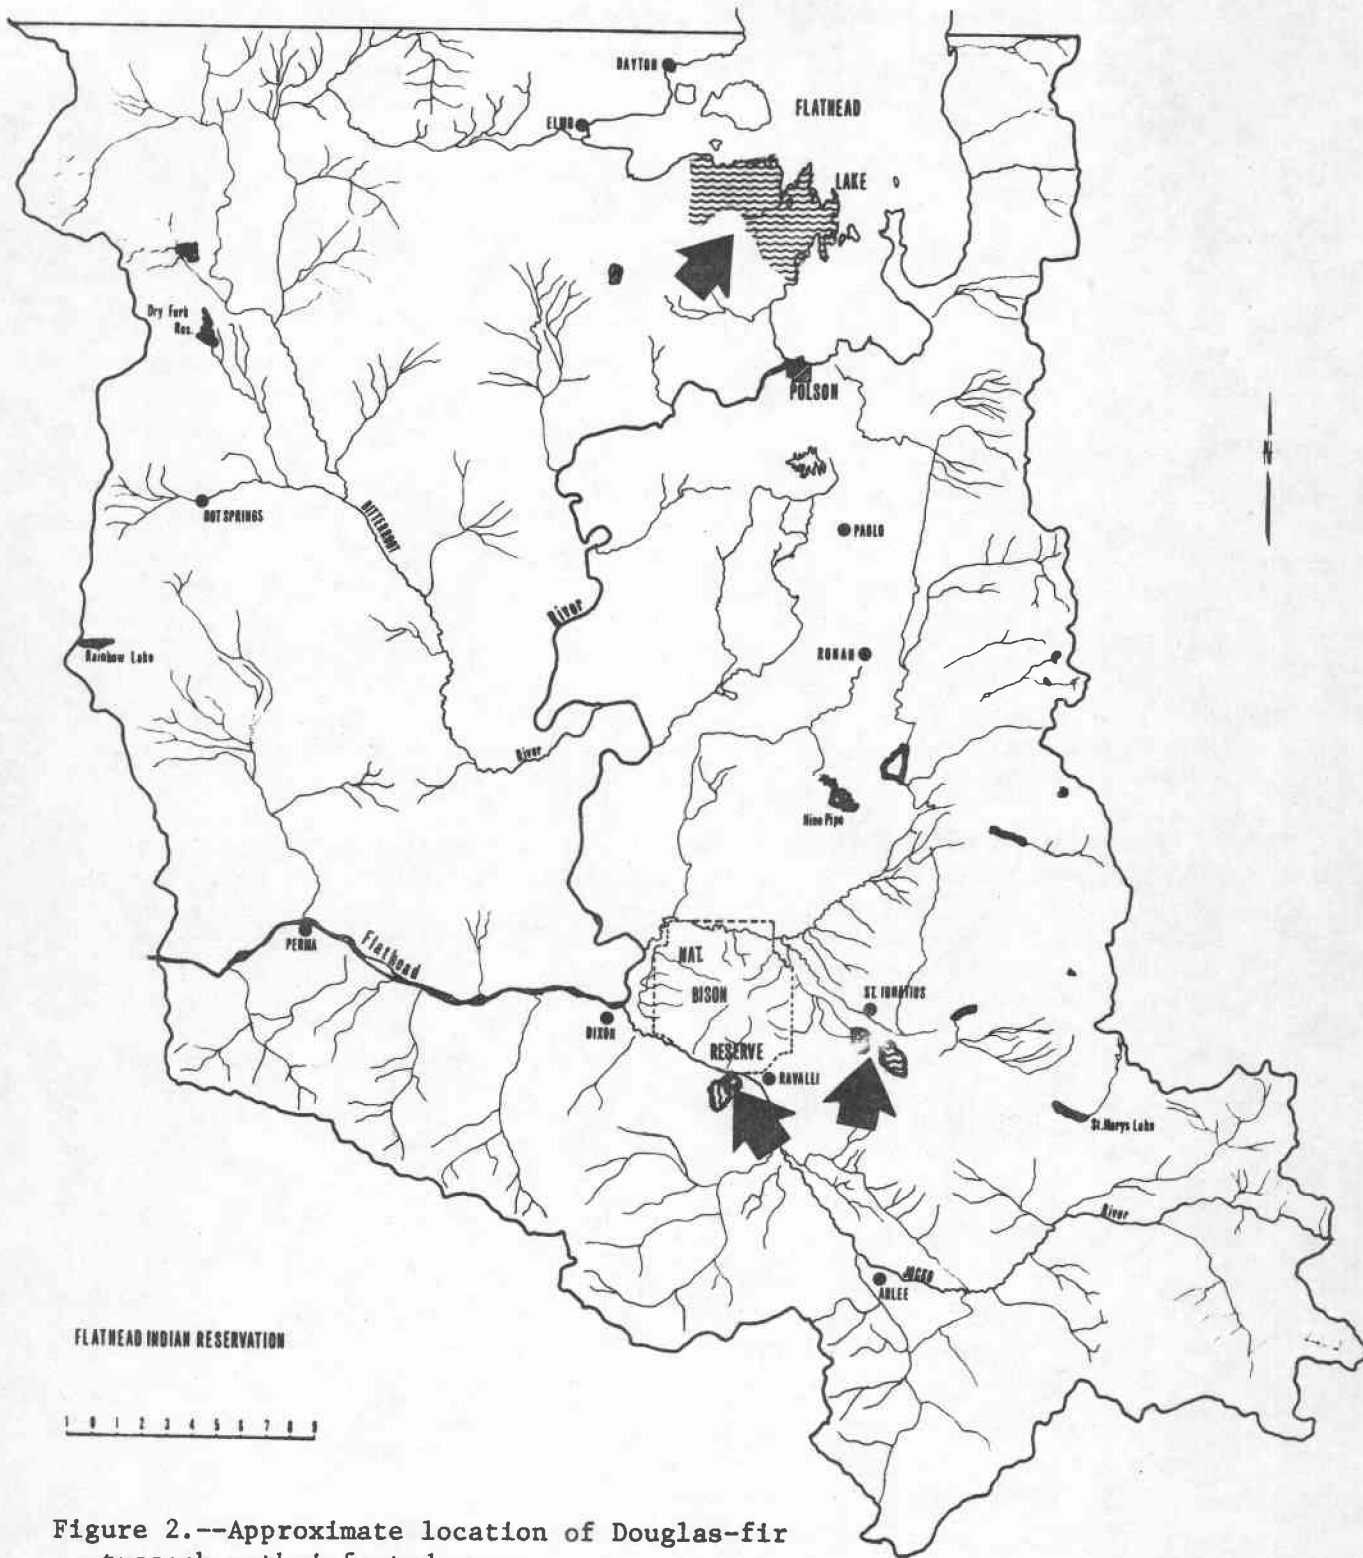 DAYTON
FLATHEAD
ELMO
LAKE
Dry Fork
Res.
POLSON
N
HOT SPRINGS
BITTERROOT
PABLO
River
Rainbow Lake
RONAN
River
Nine Pipe
PERMA
Flathead
NAT.
BISON
ST. IGNATIUS
DIXON
RESERVE
RAVALLI
St. Marys Lake
River
JOCKO
ARLEE
FLATHEAD INDIAN RESERVATION
1 0 1 2 3 4 5 6 7 8 9
Figure 2.--Approximate location of Douglas-fir